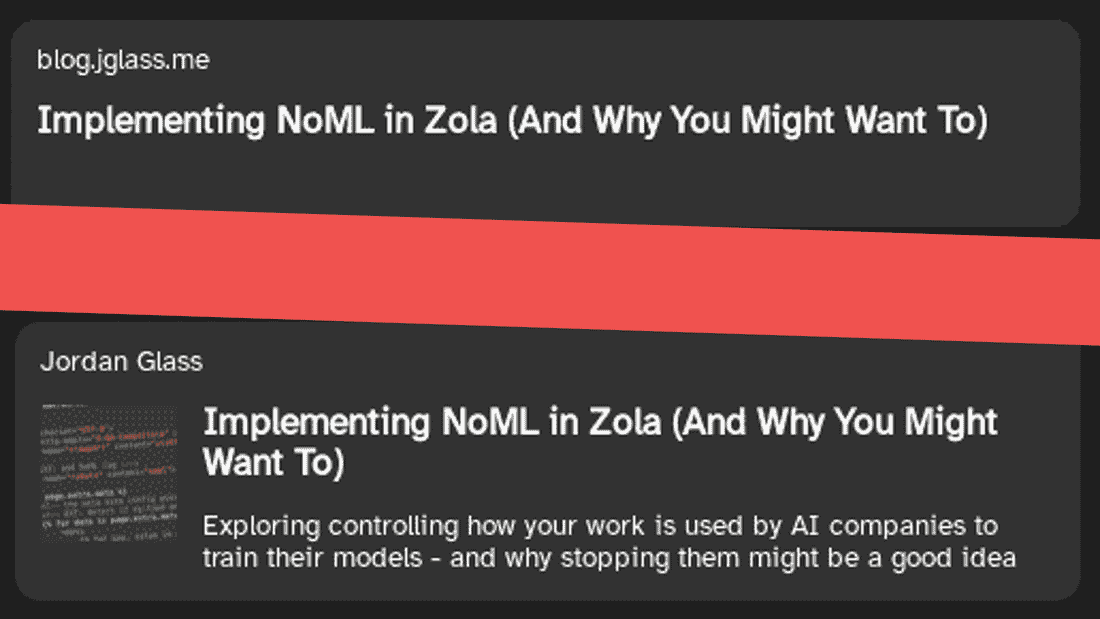 blog.jglass.me
Implementing NoML in Zola (And Why You Might Want To)
Jordan Glass
Implementing NoML in Zola (And Why You Might
Want To)
Exploring controlling how your work is used by AI companies to
train their models - and why stopping them might be a good idea